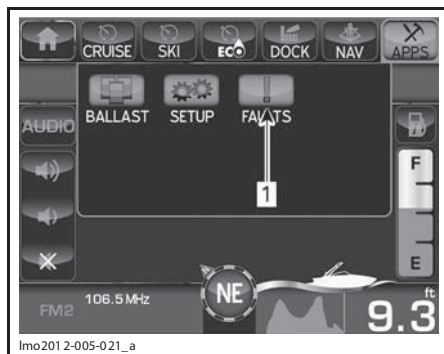 CRUISE SKI ECO DOCK NAV APPS
AUDIO
BALLAST SETUP FAULTS
1
F
E
FM2 106.5 MHz NE ft 9.3
lmo2012-005-021_a